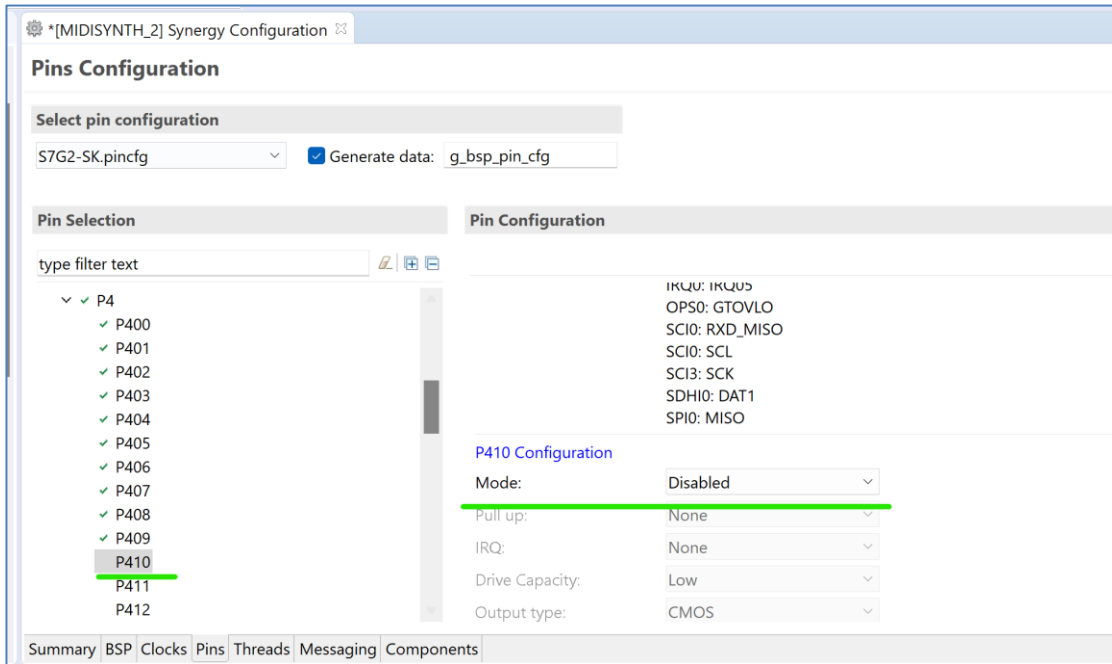 *[MIDISYNTH_2] Synergy Configuration
Pins Configuration
Select pin configuration
S7G2-SK.pincfg
Generate data: g_bsp_pin_cfg
Pin Selection
Pin Configuration
type filter text
P4
P400
P401
P402
P403
P404
P405
P406
P407
P408
P409
P410
P411
P412
IRQ0: IRQ05
OPS0: GTOVLO
SCI0: RXD_MISO
SCI0: SCL
SCI3: SCK
SDHI0: DAT1
SPI0: MISO
P410 Configuration
Mode: Disabled
Pull up: None
IRQ: None
Drive Capacity: Low
Output type: CMOS
Summary BSP Clocks Pins Threads Messaging Components